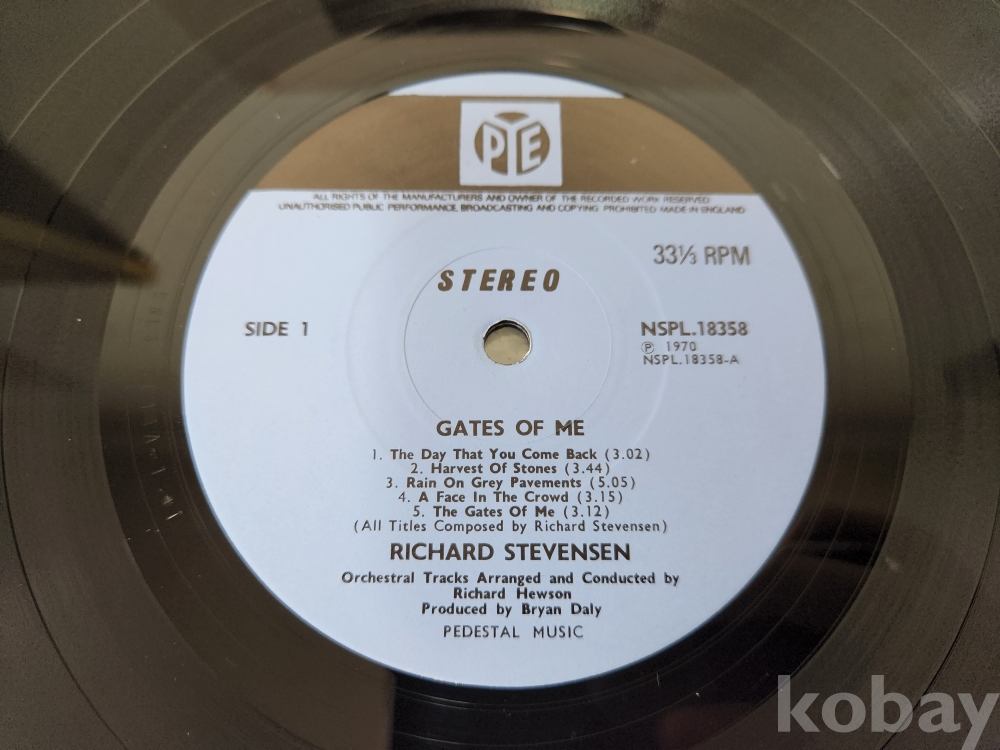 PYE
ALL RIGHTS OF THE MANUFACTURERS AND OWNER OF THE RECORDED WORK RESERVED
UNAUTHORISED PUBLIC PERFORMANCE, BROADCASTING AND COPYING PROHIBITED MADE IN ENGLAND
33⅓ RPM
STEREO
SIDE 1
NSPL.18358
Ⓟ 1970
NSPL.18358-A
GATES OF ME
1. The Day That You Come Back (3.02)
2. Harvest Of Stones (3.44)
3. Rain On Grey Pavements (5.05)
4. A Face In The Crowd (3.15)
5. The Gates Of Me (3.12)
(All Titles Composed by Richard Stevensen)
RICHARD STEVENSEN
Orchestral Tracks Arranged and Conducted by
Richard Hewson
Produced by Bryan Daly
PEDESTAL MUSIC
kobay